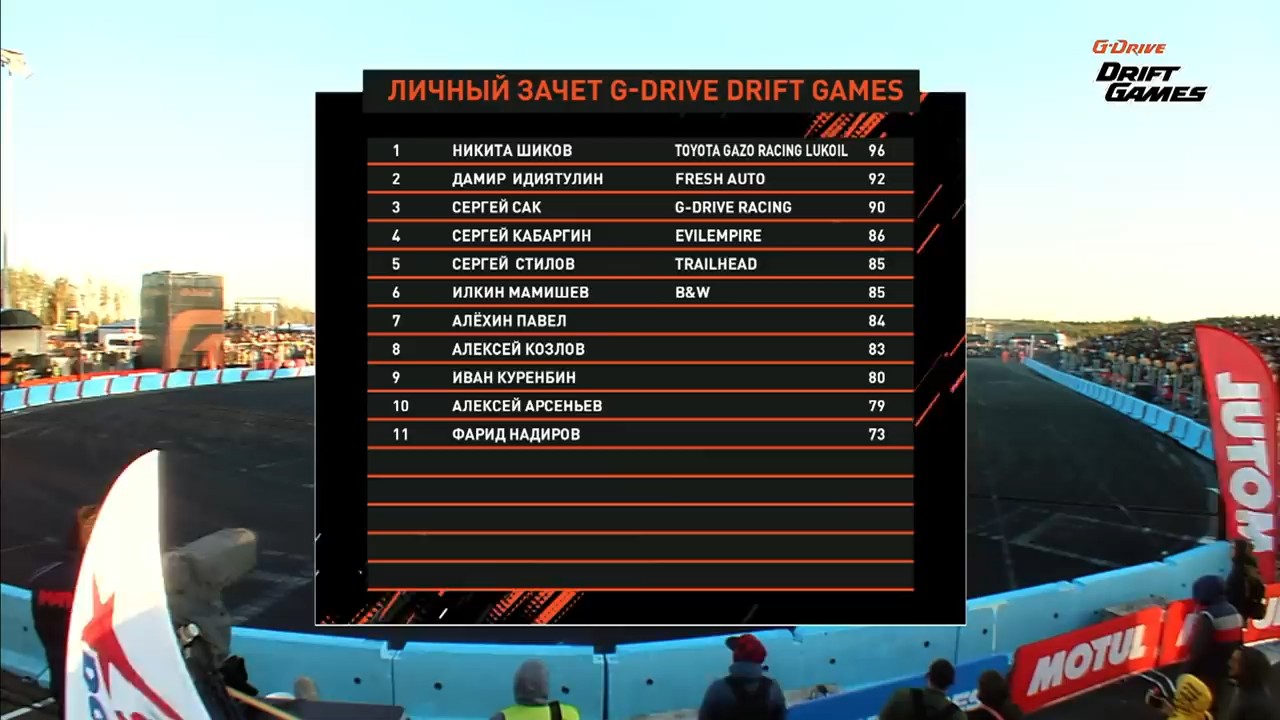 G-DRIVE
DRIFT
GAMES
ЛИЧНЫЙ ЗАЧЕТ G-DRIVE DRIFT GAMES
1 НИКИТА ШИКОВ TOYOTA GAZO RACING LUKOIL 96
2 ДАМИР ИДИЯТУЛИН FRESH AUTO 92
3 СЕРГЕЙ САК G-DRIVE RACING 90
4 СЕРГЕЙ КАБАРГИН EVILEMPIRE 86
5 СЕРГЕЙ СТИЛОВ TRAILHEAD 85
6 ИЛКИН МАМИШЕВ B&W 85
7 АЛЁХИН ПАВЕЛ 84
8 АЛЕКСЕЙ КОЗЛОВ 83
9 ИВАН КУРЕНБИН 80
10 АЛЕКСЕЙ АРСЕНЬЕВ 79
11 ФАРИД НАДИРОВ 73
MOTUL
MOTUL